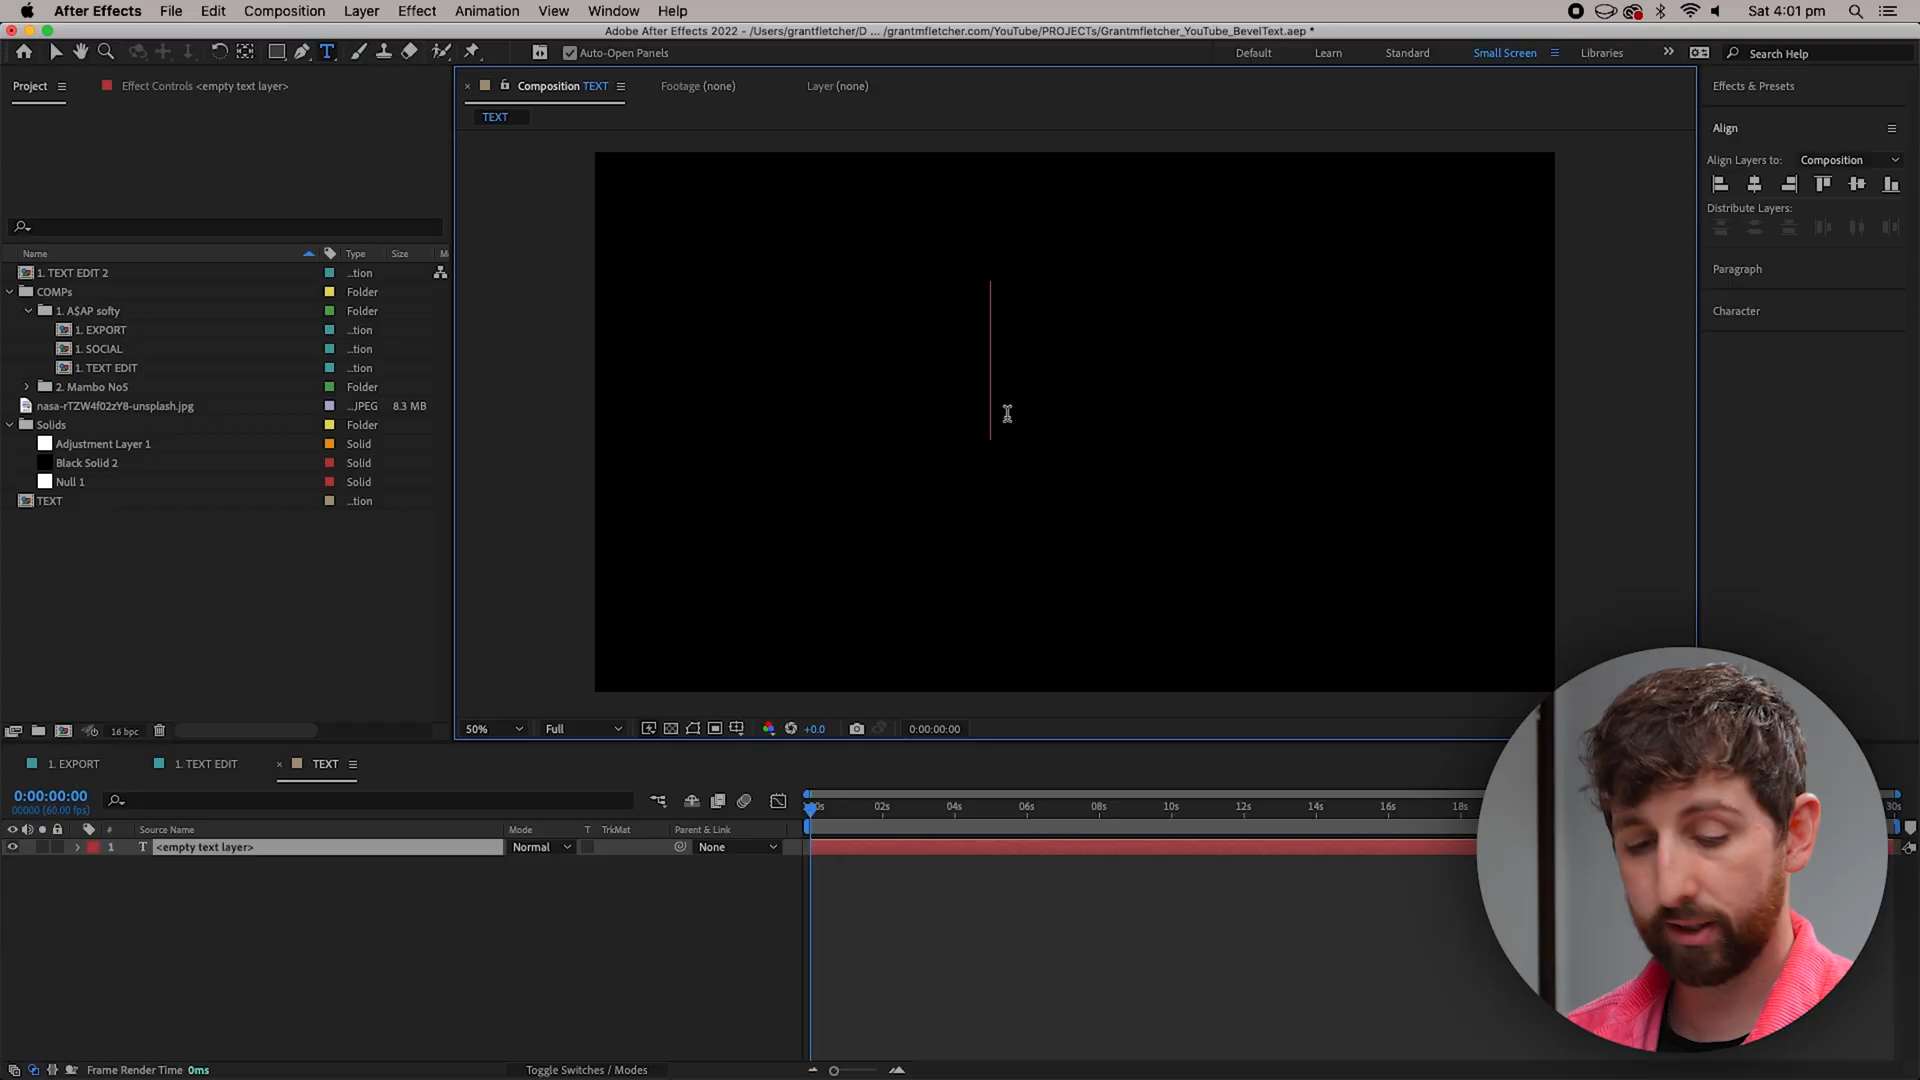 After Effects File Edit Composition Layer Effect Animation View Window Help Sat 4:01 pm
Adobe After Effects 2022 - /Users/grantfletcher/D ... /grantmfletcher.com/YouTube/PROJECTs/Grantmfletcher_YouTube_BevelText.aep *
T Auto-Open Panels Default Learn Standard Small Screen Libraries Search Help
Project Effect Controls <empty text layer> Composition TEXT Footage (none) Layer (none) Effects & Presets
TEXT
Align
Align Layers to: Composition
Distribute Layers:
Name Type Size M
1. TEXT EDIT 2 ...tion
COMPs Folder
1. A$AP softy Folder
1. EXPORT ...tion
1. SOCIAL ...tion
1. TEXT EDIT ...tion
2. Mambo No5 Folder
nasa-rTZW4f02zY8-unsplash.jpg ...JPEG 8.3 MB
Solids Folder
Adjustment Layer 1 Solid
Black Solid 2 Solid
Null 1 Solid
TEXT ...tion
Paragraph
Character
16 bpc
50% Full +0.0 0:00:00:00
1. EXPORT 1. TEXT EDIT TEXT
0:00:00:00
00000 (60.00 fps)
02s 04s 06s 08s 10s 12s 14s 16s 18s 30s
# Source Name Mode T TrkMat Parent & Link
1 T <empty text layer> Normal None
Frame Render Time 0ms Toggle Switches / Modes